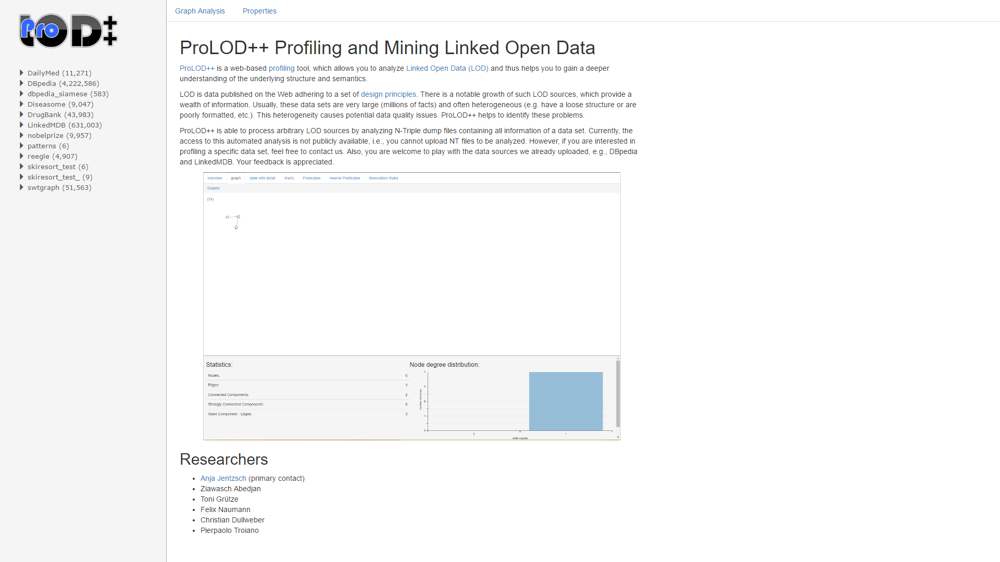 Pro LOD++
Graph Analysis Properties
DailyMed (11,271)
DBpedia (4,222,586)
dbpedia_siamese (583)
Diseasome (9,047)
DrugBank (43,983)
LinkedMDB (631,003)
nobelprize (9,957)
patterns (6)
reegle (4,907)
skiresort_test (6)
skiresort_test_ (9)
swtgraph (51,563)
ProLOD++ Profiling and Mining Linked Open Data
ProLOD++ is a web-based profiling tool, which allows you to analyze Linked Open Data (LOD) and thus helps you to gain a deeper
understanding of the underlying structure and semantics.
LOD is data published on the Web adhering to a set of design principles. There is a notable growth of such LOD sources, which provide a
wealth of information. Usually, these data sets are very large (millions of facts) and often heterogeneous (e.g. have a loose structure or are
poorly formatted, etc.). This heterogeneity causes potential data quality issues. ProLOD++ helps to identify these problems.
ProLOD++ is able to process arbitrary LOD sources by analyzing N-Triple dump files containing all information of a data set. Currently, the
access to this automated analysis is not publicly available, i.e., you cannot upload NT files to be analyzed. However, if you are interested in
profiling a specific data set, feel free to contact us. Also, you are welcome to play with the data sources we already uploaded, e.g., DBpedia
and LinkedMDB. Your feedback is appreciated.
overview graph table with detail charts Predicates Inverse Predicates Association Rules
Graphs
(2x)
Statistics:
Nodes: 6
Edges: 4
Connected Components: 2
Strongly Connected Components: 6
Giant Component - Edges: 3
Node degree distribution:
number of nodes
4
3
2
1
0
0 1
node degree
Researchers
Anja Jentzsch (primary contact)
Ziawasch Abedjan
Toni Grütze
Felix Naumann
Christian Dullweber
Pierpaolo Troiano